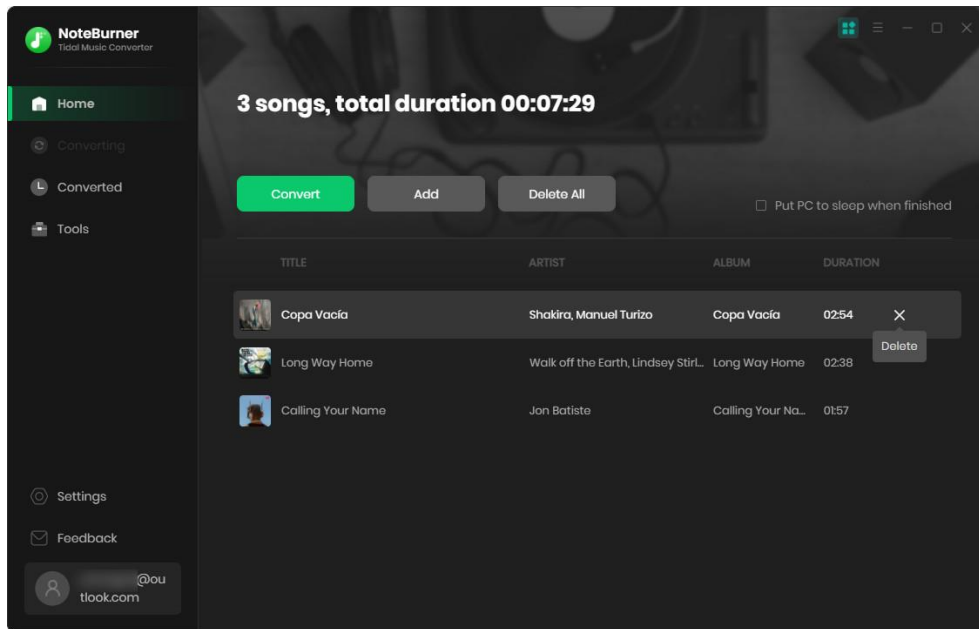 NoteBurner
Tidal Music Converter
Home
Converting
Converted
Tools
Settings
Feedback
@ou
tlook.com
3 songs, total duration 00:07:29
Convert Add Delete All
Put PC to sleep when finished
TITLE ARTIST ALBUM DURATION
Copa Vacía Shakira, Manuel Turizo Copa Vacía 02:54
Delete
Long Way Home Walk off the Earth, Lindsey Stirl... Long Way Home 02:38
Calling Your Name Jon Batiste Calling Your Na... 01:57